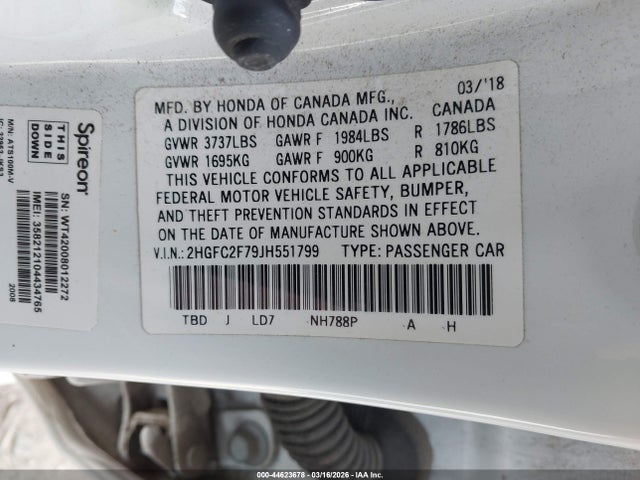 03/'18
MFD. BY HONDA OF CANADA MFG., CANADA
A DIVISION OF HONDA CANADA INC.
GVWR 3737LBS GAWR F 1984LBS R 1786LBS
GVWR 1695KG GAWR F 900KG R 810KG
THIS VEHICLE CONFORMS TO ALL APPLICABLE
FEDERAL MOTOR VEHICLE SAFETY, BUMPER,
AND THEFT PREVENTION STANDARDS IN EFFECT
ON THE DATE OF MANUFACTURE SHOWN ABOVE.
V.I.N.: 2HGFC2F79JH551799 TYPE: PASSENGER CAR
TBD J LD7 NH788P A H
Spireon
THIS
SIDE
DOWN
M/N: ATS100M-V
SN: WT42008012272
IMEI: 358212104434765
2008
000-44623678 - 03/16/2026 - IAA Inc.